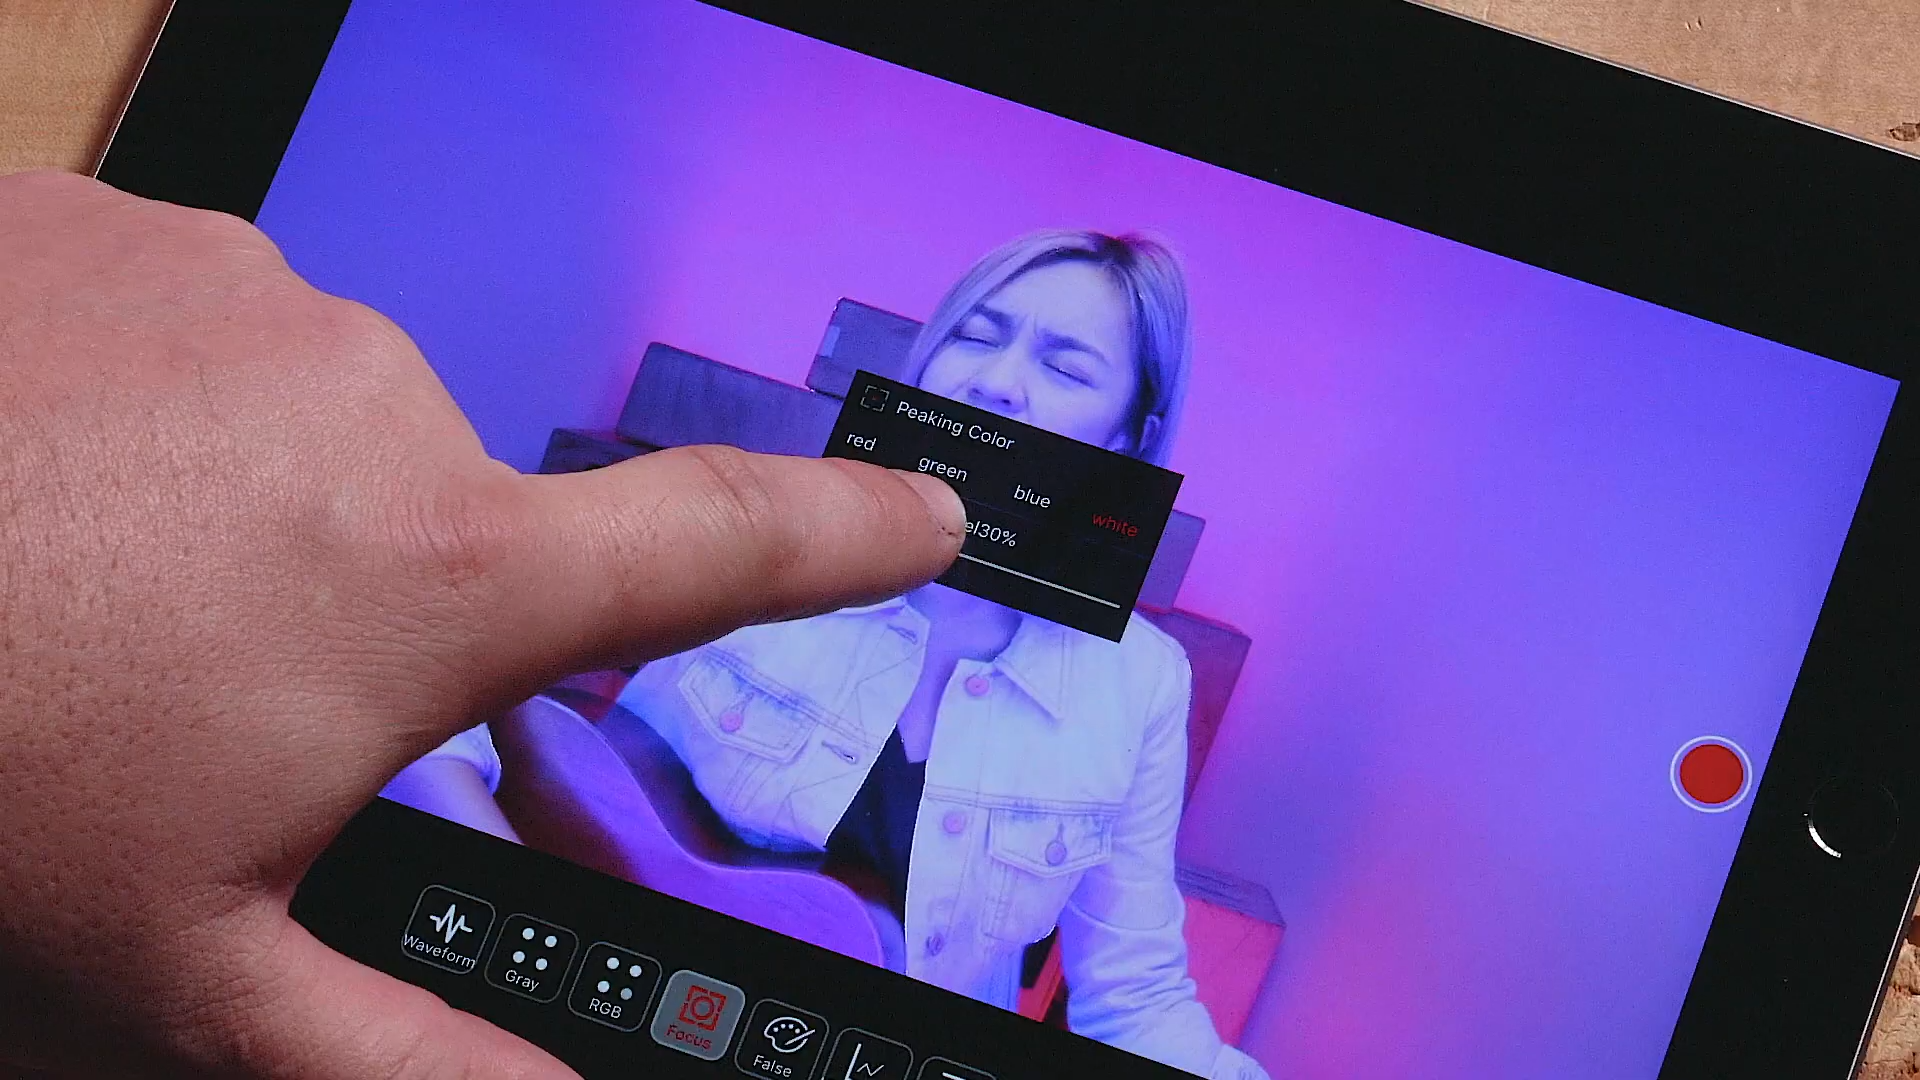 Peaking Color
red green blue white
el30%
Waveform
Gray
RGB
Focus
False